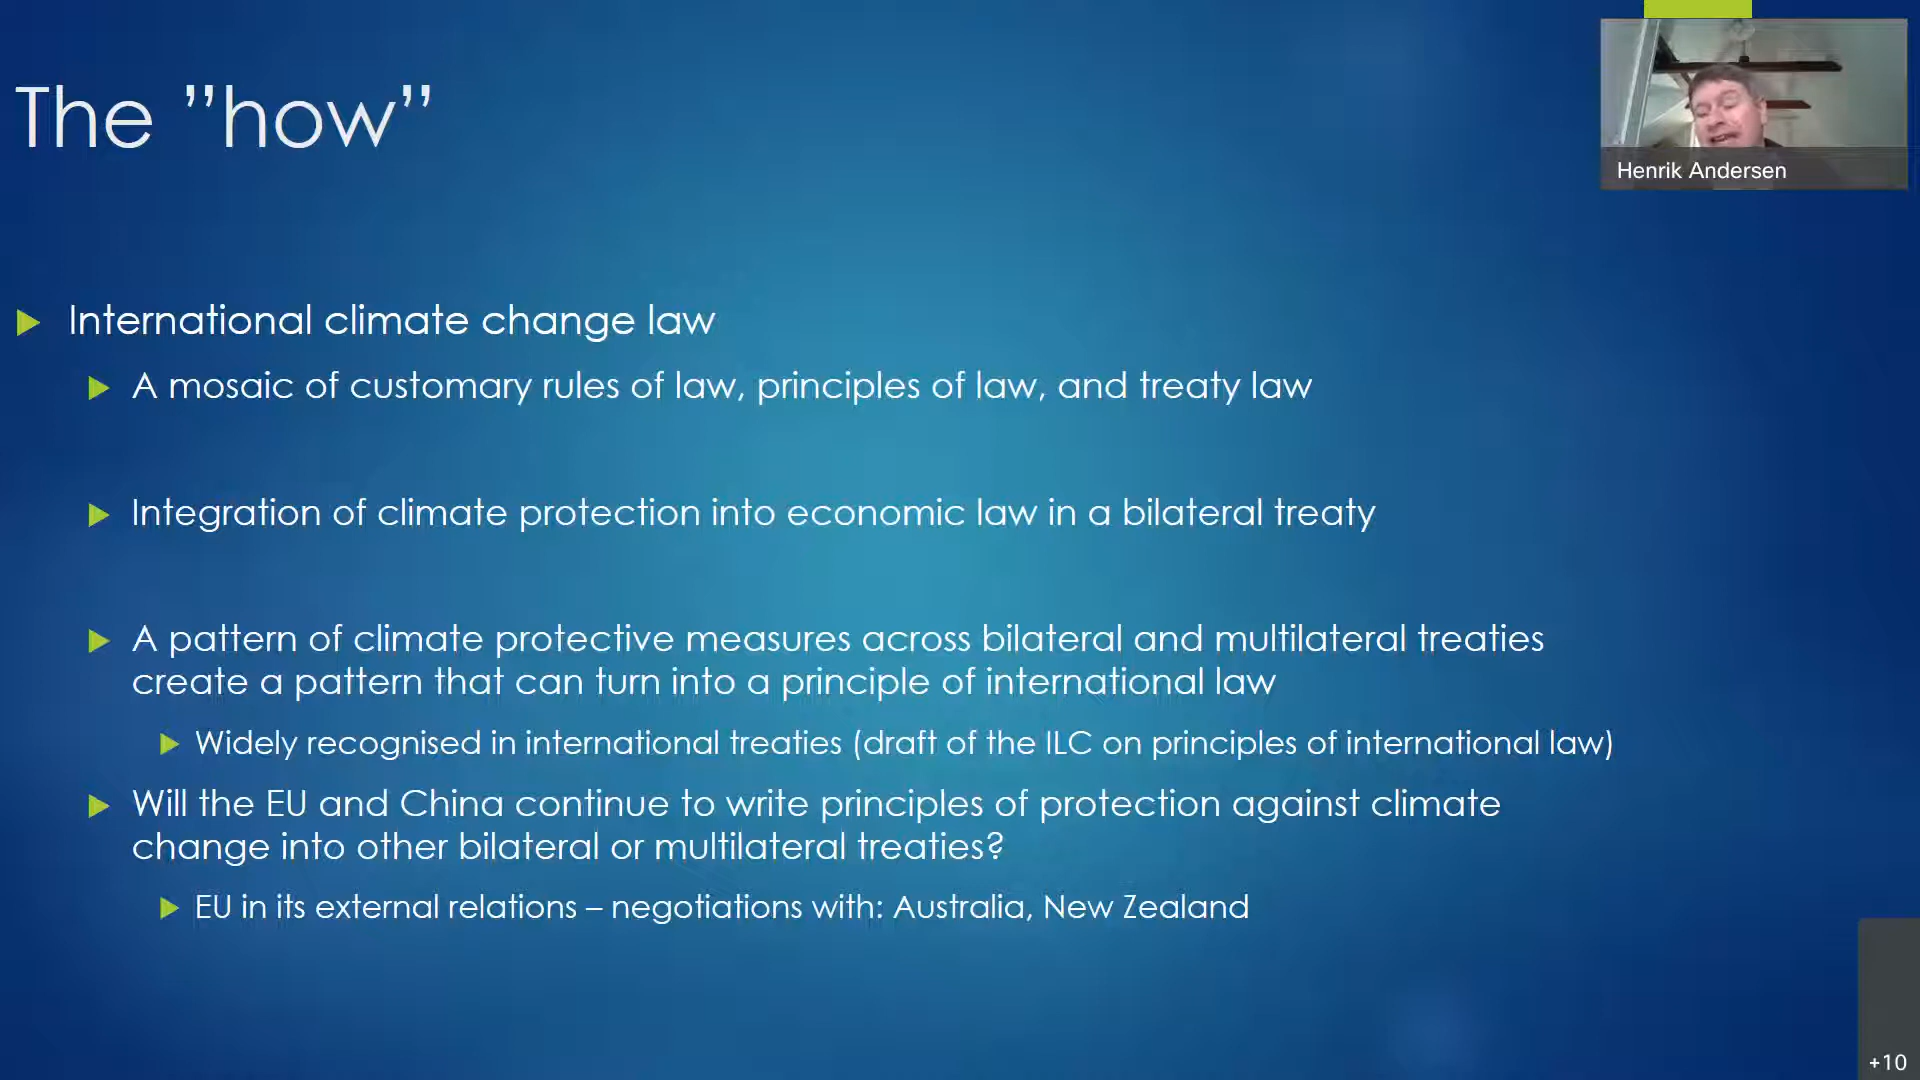 The ”how”
Henrik Andersen
International climate change law
A mosaic of customary rules of law, principles of law, and treaty law
Integration of climate protection into economic law in a bilateral treaty
A pattern of climate protective measures across bilateral and multilateral treaties
create a pattern that can turn into a principle of international law
Widely recognised in international treaties (draft of the ILC on principles of international law)
Will the EU and China continue to write principles of protection against climate
change into other bilateral or multilateral treaties?
EU in its external relations – negotiations with: Australia, New Zealand
+10